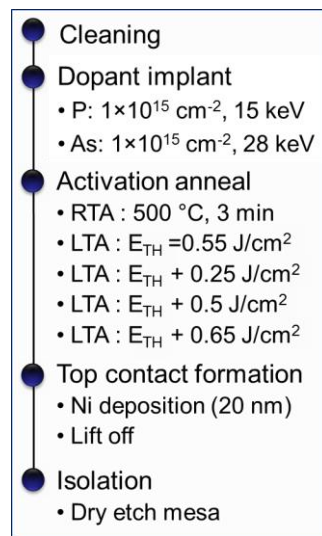 Cleaning
Dopant implant
• P: 1×10¹⁵ cm⁻², 15 keV
• As: 1×10¹⁵ cm⁻², 28 keV
Activation anneal
• RTA : 500 °C, 3 min
• LTA : E_TH =0.55 J/cm²
• LTA : E_TH + 0.25 J/cm²
• LTA : E_TH + 0.5 J/cm²
• LTA : E_TH + 0.65 J/cm²
Top contact formation
• Ni deposition (20 nm)
• Lift off
Isolation
• Dry etch mesa